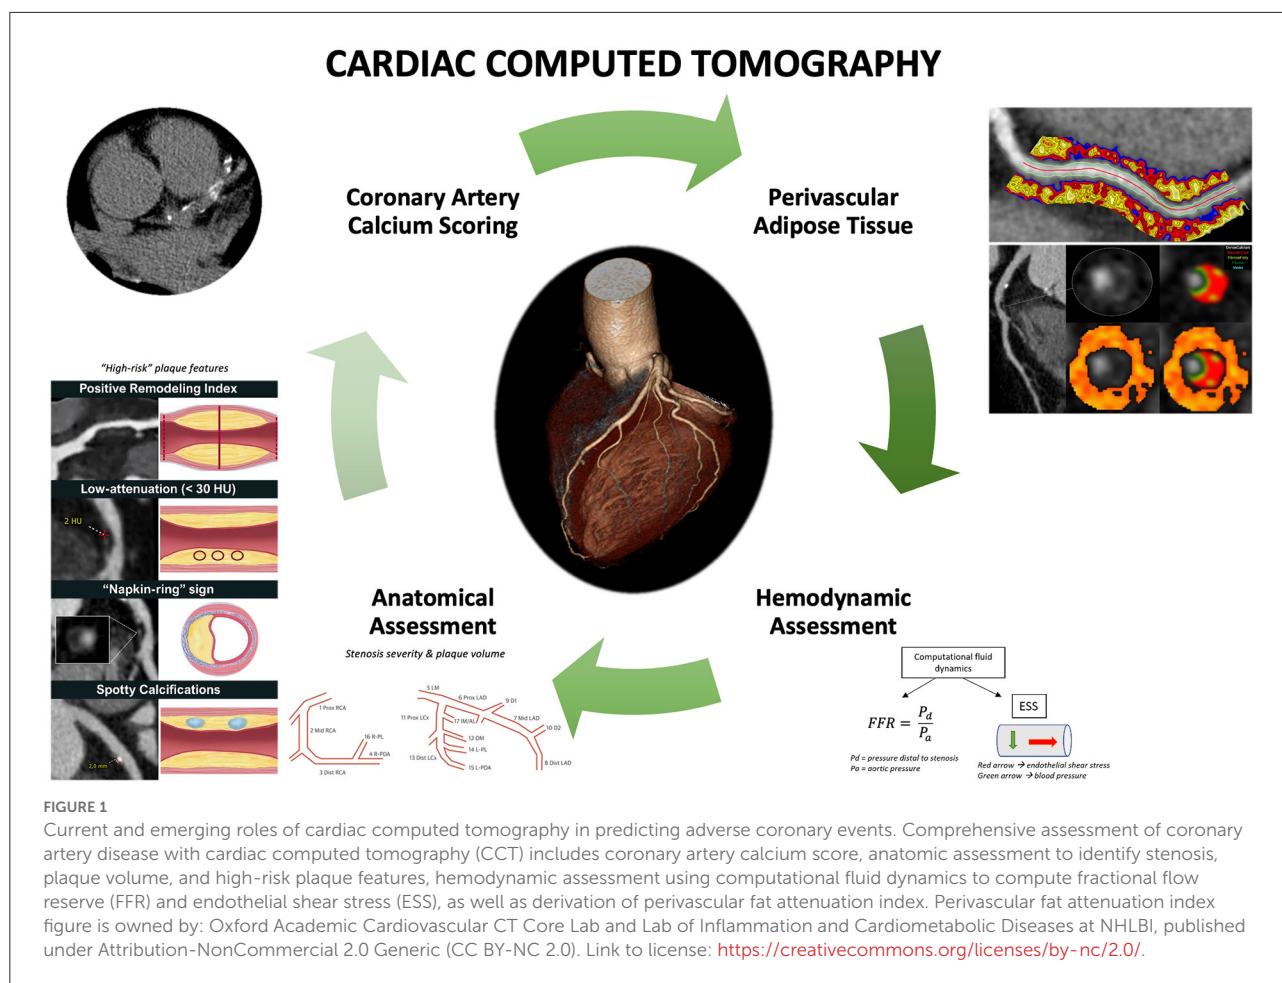 CARDIAC COMPUTED TOMOGRAPHY
Coronary Artery
Calcium Scoring
Perivascular
Adipose Tissue
"High-risk" plaque features
Positive Remodeling Index
Low-attenuation (< 30 HU)
2 HU
"Napkin-ring" sign
Spotty Calcifications
2,0 mm
Anatomical
Assessment
Stenosis severity & plaque volume
1 Prox RCA
2 Mid RCA
16 R-PL
4 R-PDA
3 Dist RCA
5 LM
6 Prox LAD
9 D1
11 Prox LCx
17 IM/AL
7 Mid LAD
10 D2
12 OM
14 L-PL
13 Dist LCx
15 L-PDA
8 Dist LAD
Hemodynamic
Assessment
Computational fluid
dynamics
FFR = Pd/Pa
ESS
Pd = pressure distal to stenosis
Pa = aortic pressure
Red arrow → endothelial shear stress
Green arrow → blood pressure
FIGURE 1
Current and emerging roles of cardiac computed tomography in predicting adverse coronary events. Comprehensive assessment of coronary
artery disease with cardiac computed tomography (CCT) includes coronary artery calcium score, anatomic assessment to identify stenosis,
plaque volume, and high-risk plaque features, hemodynamic assessment using computational fluid dynamics to compute fractional flow
reserve (FFR) and endothelial shear stress (ESS), as well as derivation of perivascular fat attenuation index. Perivascular fat attenuation index
figure is owned by: Oxford Academic Cardiovascular CT Core Lab and Lab of Inflammation and Cardiometabolic Diseases at NHLBI, published
under Attribution-NonCommercial 2.0 Generic (CC BY-NC 2.0). Link to license: https://creativecommons.org/licenses/by-nc/2.0/.